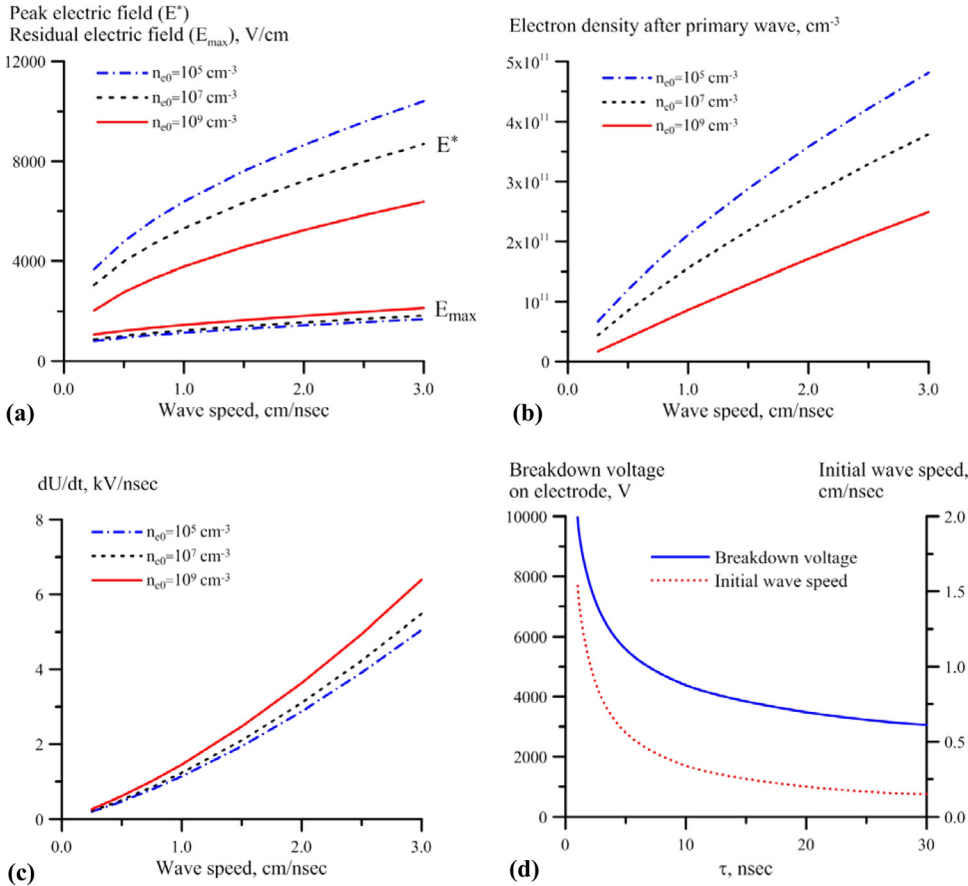 Peak electric field (E*)
Residual electric field (Eₘₐₓ), V/cm
12000
8000
4000
0
nₑ₀=10⁵ cm⁻³
nₑ₀=10⁷ cm⁻³
nₑ₀=10⁹ cm⁻³
E*
Eₘₐₓ
0.0 1.0 2.0 3.0
Wave speed, cm/nsec
(a)
Electron density after primary wave, cm⁻³
5x10¹¹
4x10¹¹
3x10¹¹
2x10¹¹
10¹¹
0
nₑ₀=10⁵ cm⁻³
nₑ₀=10⁷ cm⁻³
nₑ₀=10⁹ cm⁻³
0.0 1.0 2.0 3.0
Wave speed, cm/nsec
(b)
dU/dt, kV/nsec
8
6
4
2
0
nₑ₀=10⁵ cm⁻³
nₑ₀=10⁷ cm⁻³
nₑ₀=10⁹ cm⁻³
0.0 1.0 2.0 3.0
Wave speed, cm/nsec
(c)
Breakdown voltage
on electrode, V
Initial wave speed,
cm/nsec
10000
8000
6000
4000
2000
0
Breakdown voltage
Initial wave speed
2.0
1.5
1.0
0.5
0.0
0 10 20 30
τ, nsec
(d)